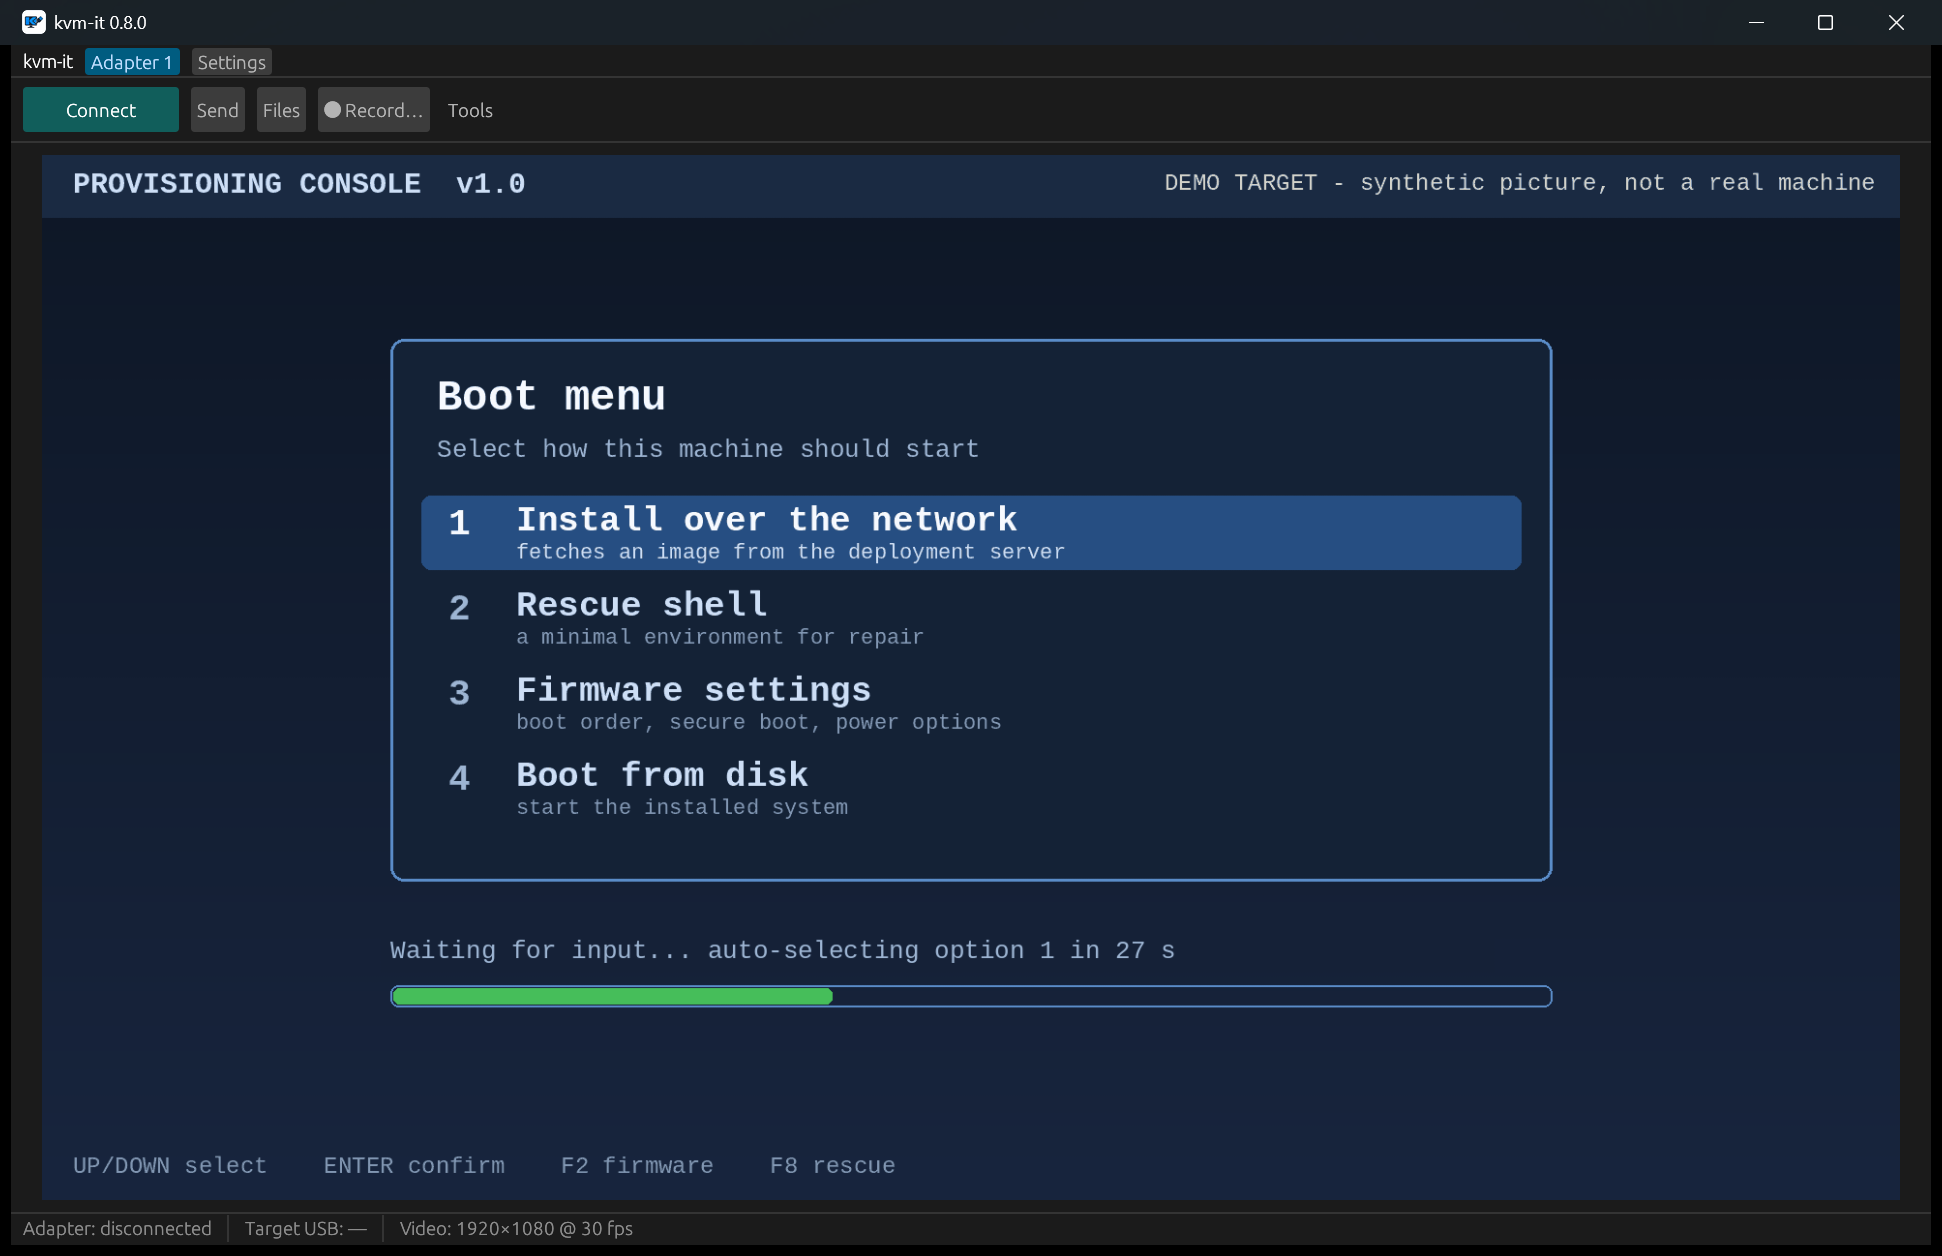 kvm-it 0.8.0
kvm-it Adapter 1 Settings
Connect Send Files Record... Tools
PROVISIONING CONSOLE v1.0
DEMO TARGET - synthetic picture, not a real machine
Boot menu
Select how this machine should start
1 Install over the network
fetches an image from the deployment server
2 Rescue shell
a minimal environment for repair
3 Firmware settings
boot order, secure boot, power options
4 Boot from disk
start the installed system
Waiting for input... auto-selecting option 1 in 27 s
UP/DOWN select ENTER confirm F2 firmware F8 rescue
Adapter: disconnected Target USB: — Video: 1920×1080 @ 30 fps